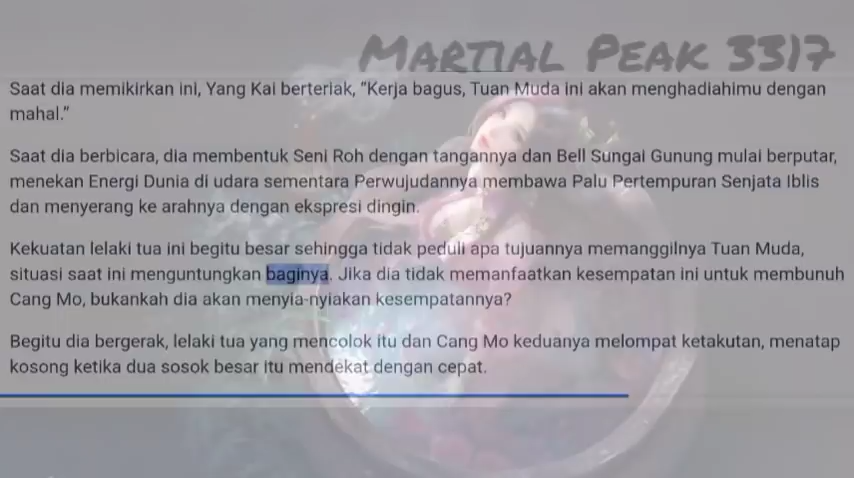 MARTIAL PEAK 3317
Saat dia memikirkan ini, Yang Kai berteriak, “Kerja bagus, Tuan Muda ini akan menghadiahimu dengan
mahal.”
Saat dia berbicara, dia membentuk Seni Roh dengan tangannya dan Bell Sungai Gunung mulai berputar,
menekan Energi Dunia di udara sementara Perwujudannya membawa Palu Pertempuran Senjata Iblis
dan menyerang ke arahnya dengan ekspresi dingin.
Kekuatan lelaki tua ini begitu besar sehingga tidak peduli apa tujuannya memanggilnya Tuan Muda,
situasi saat ini menguntungkan baginya. Jika dia tidak memanfaatkan kesempatan ini untuk membunuh
Cang Mo, bukankah dia akan menyia-nyiakan kesempatannya?
Begitu dia bergerak, lelaki tua yang mencolok itu dan Cang Mo keduanya melompat ketakutan, menatap
kosong ketika dua sosok besar itu mendekat dengan cepat.